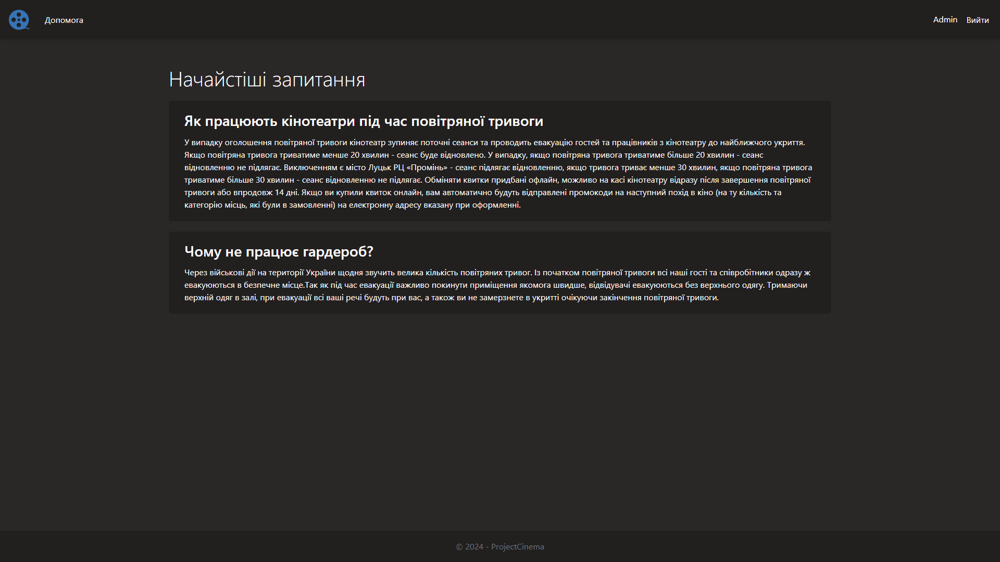 Допомога
Admin
Вийти
Начайстіші запитання
Як працюють кінотеатри під час повітряної тривоги
У випадку оголошення повітряної тривоги кінотеатр зупиняє поточні сеанси та проводить евакуацію гостей та працівників з кінотеатру до найближчого укриття.
Якщо повітряна тривога триватиме менше 20 хвилин - сеанс буде відновлено. У випадку, якщо повітряна тривога триватиме більше 20 хвилин - сеанс
відновленню не підлягає. Виключенням є місто Луцьк РЦ «Промінь» - сеанс підлягає відновленню, якщо тривога триває менше 30 хвилин, якщо повітряна тривога
триватиме більше 30 хвилин - сеанс відновленню не підлягає. Обміняти квитки придбані офлайн, можливо на касі кінотеатру відразу після завершення повітряної
тривоги або впродовж 14 дні. Якщо ви купили квиток онлайн, вам автоматично будуть відправлені промокоди на наступний похід в кіно (на ту кількість та
категорію місць, які були в замовленні) на електронну адресу вказану при оформленні.
Чому не працює гардероб?
Через військові дії на території України щодня звучить велика кількість повітряних тривог. Із початком повітряної тривоги всі наші гості та співробітники одразу ж
евакуюються в безпечне місце.Так як під час евакуації важливо покинути приміщення якомога швидше, відвідувачі евакуюються без верхнього одягу. Тримаючи
верхній одяг в залі, при евакуації всі ваші речі будуть при вас, а також ви не замерзнете в укритті очікуючи закінчення повітряної тривоги.
© 2024 - ProjectCinema